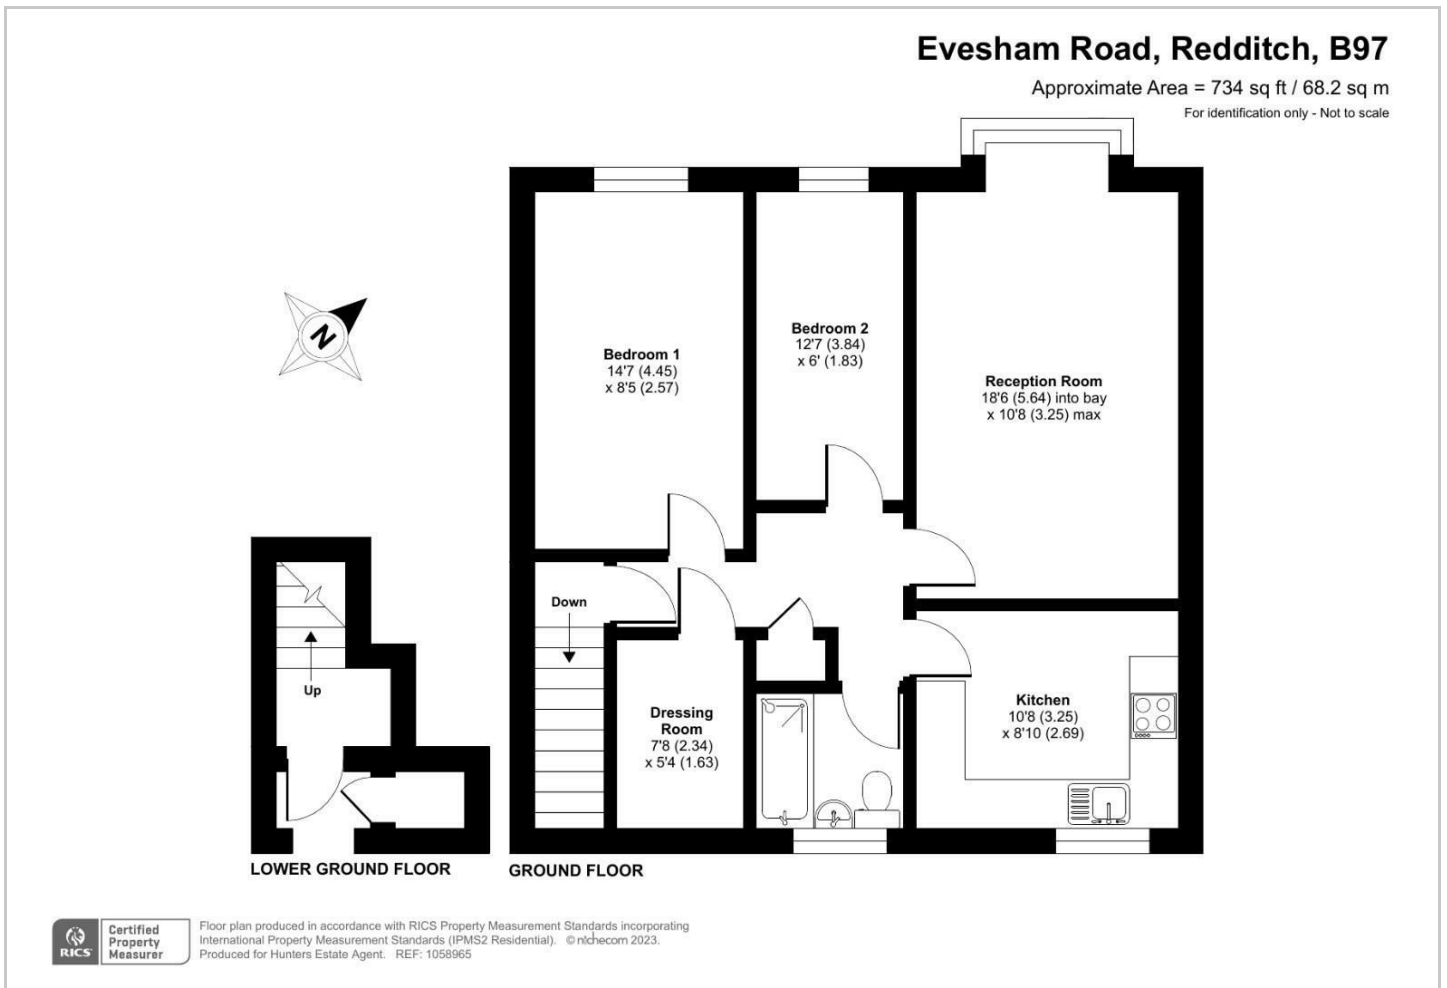 Evesham Road, Redditch, B97
Approximate Area = 734 sq ft / 68.2 sq m
For identification only - Not to scale
N
Bedroom 1
14'7 (4.45)
x 8'5 (2.57)
Bedroom 2
12'7 (3.84)
x 6' (1.83)
Reception Room
18'6 (5.64) into bay
x 10'8 (3.25) max
Down
Up
Dressing
Room
7'8 (2.34)
x 5'4 (1.63)
Kitchen
10'8 (3.25)
x 8'10 (2.69)
LOWER GROUND FLOOR
GROUND FLOOR
RICS
Certified
Property
Measurer
Floor plan produced in accordance with RICS Property Measurement Standards incorporating
International Property Measurement Standards (IPMS2 Residential). © nichecom 2023.
Produced for Hunters Estate Agent. REF: 1058965